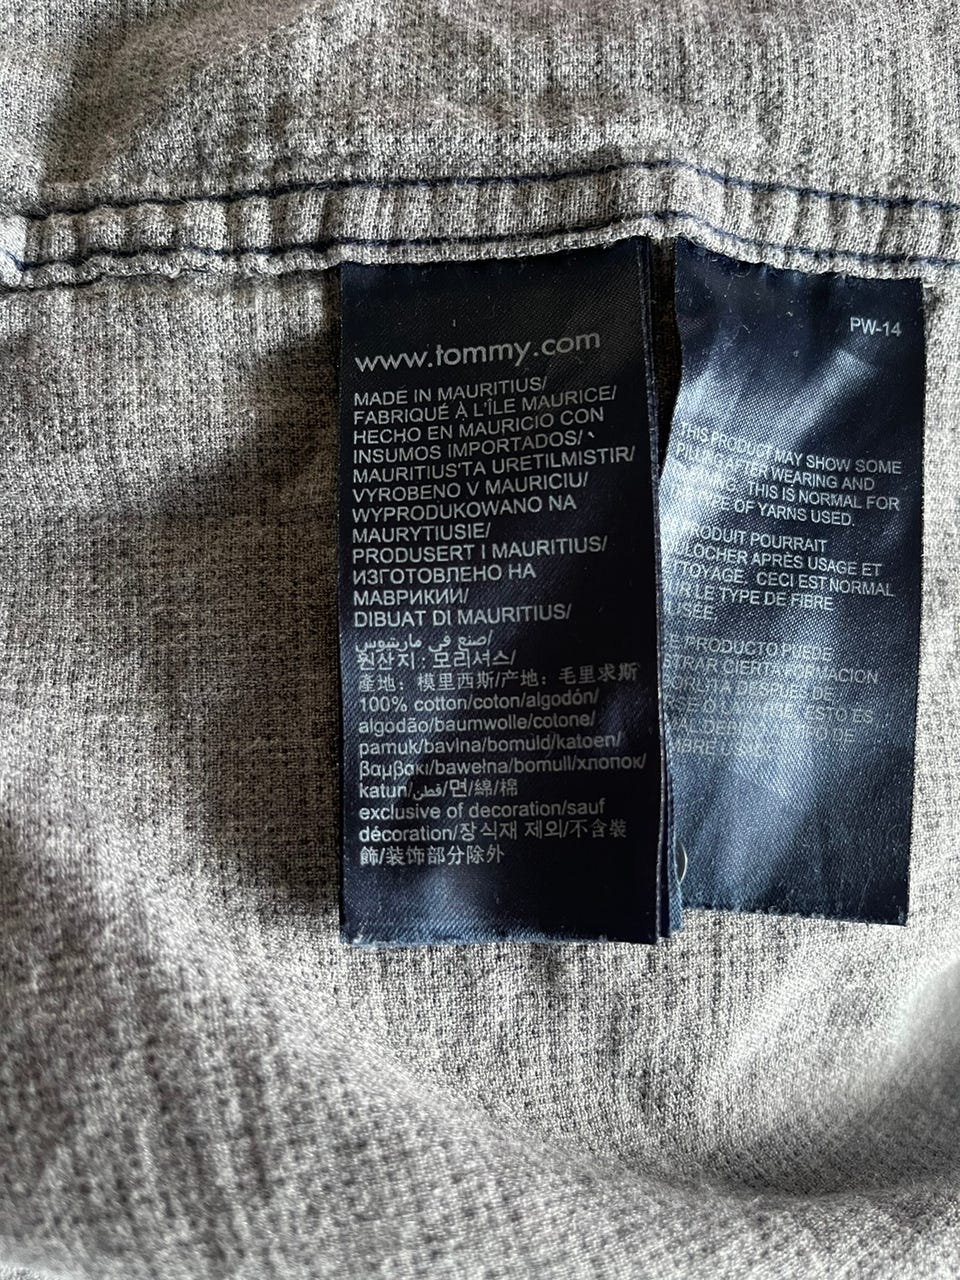 www.tommy.com
MADE IN MAURITIUS/
FABRIQUÉ À L'ÎLE MAURICE/
HECHO EN MAURICIO CON
INSUMOS IMPORTADOS/
MAURITIUS'TA URETILMISTIR/
VYROBENO V MAURICIU/
WYPRODUKOWANO NA
MAURYTIUSIE/
PRODUSERT I MAURITIUS/
ИЗГОТОВЛЕНО НА
МАВРИКИИ/
DIBUAT DI MAURITIUS/
صنع في ماريتيوس/
원산지: 모리셔스/
產地: 模里西斯/产地: 毛里求斯
100% cotton/coton/algodón/
algodão/baumwolle/cotone/
pamuk/bavlna/bomuld/katoen/
βαμβακι/bawełna/bomull/хлопок/
katun/قطن/면/綿/棉
exclusive of decoration/sauf
décoration/장식재 제외/不含裝
飾/装饰部分除外
PW-14
THIS PRODUCT MAY SHOW SOME
AFTER WEARING AND
THIS IS NORMAL FOR
OF YARNS USED.
POURRAIT
APRÈS USAGE ET
CECI EST NORMAL
LE TYPE DE FIBRE
PRODUCTO PUEDE
DESPUÉS DE
ESTO ES
DE